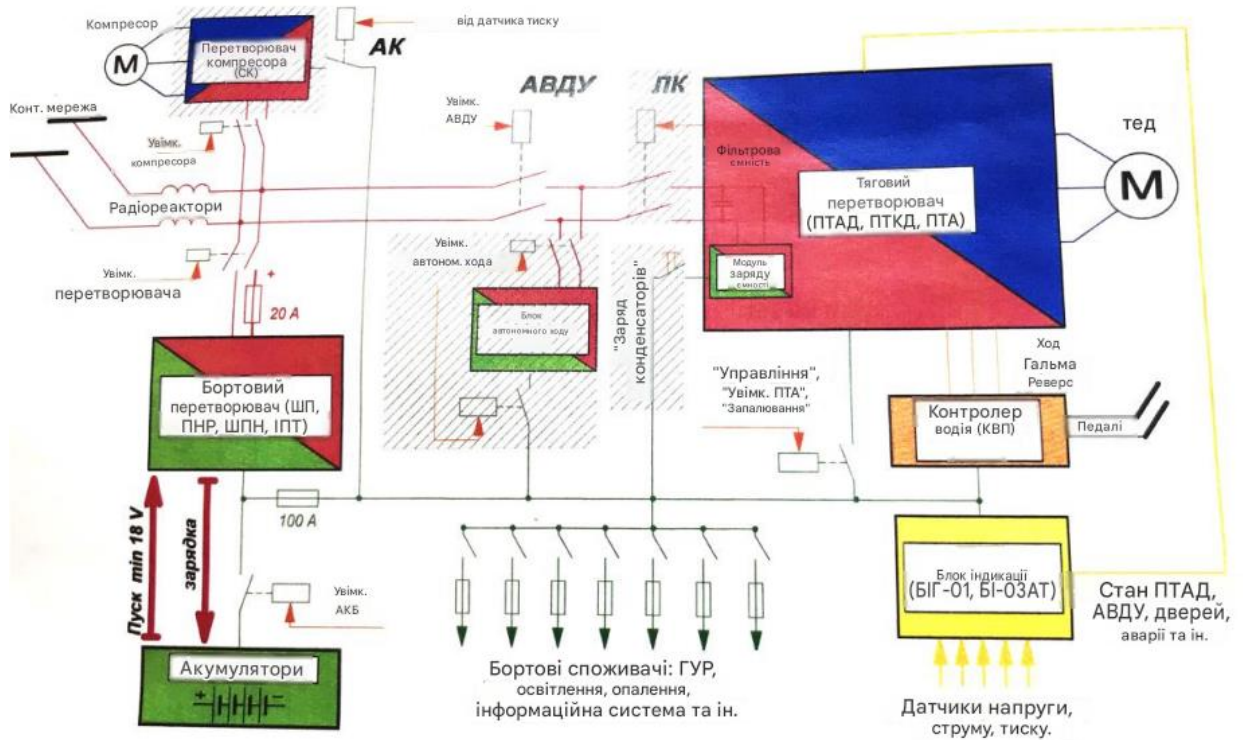 Компресор
М
Перетворювач
компресора
(СК)
від датчика тиску
АК
Конт. мережа
Увімк.
компресора
Радіореактори
Увімк.
перетворювача
+
20 А
АВДУ
Увімк.
АВДУ
ЛК
Фільтрова
ємність
Тяговий
перетворювач
(ПТАД, ПТКД, ПТА)
тед
М
Модуль
заряду
ємності
Увімк.
автоном. хода
Блок
автономного ходу
"Заряд
конденсаторів"
Бортовий
перетворювач (ШП,
ПНР, ШПН, ІПТ)
"Управління",
"Увімк. ПТА",
"Запалювання"
Ход
Гальма
Реверс
Контролер
водія (КВП)
Педалі
Пуск min 18 V
зарядка
100 А
Увімк.
АКБ
Акумулятори
+ −
Бортові споживачі: ГУР,
освітлення, опалення,
інформаційна система та ін.
Блок індикації
(БІГ-01, БІ-03АТ)
Стан ПТАД,
АВДУ, дверей,
аварії та ін.
Датчики напруги,
струму, тиску.